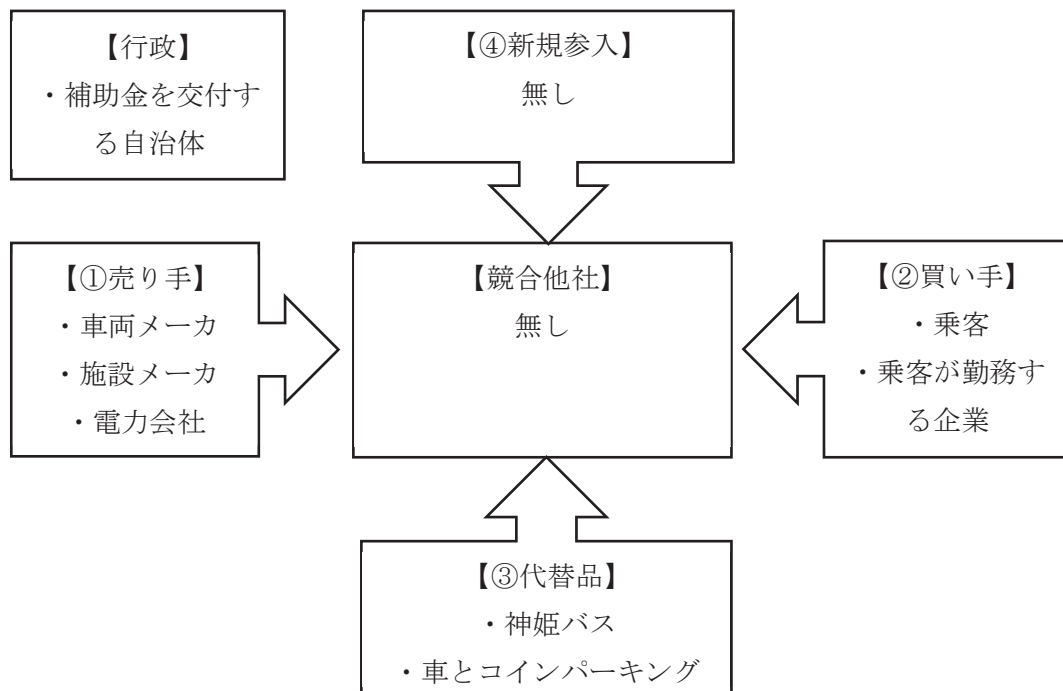 【行政】
・補助金を交付す
る自治体
【④新規参入】
無し
【①売り手】
・車両メーカ
・施設メーカ
・電力会社
【競合他社】
無し
【②買い手】
・乗客
・乗客が勤務す
る企業
【③代替品】
・神姫バス
・車とコインパーキング